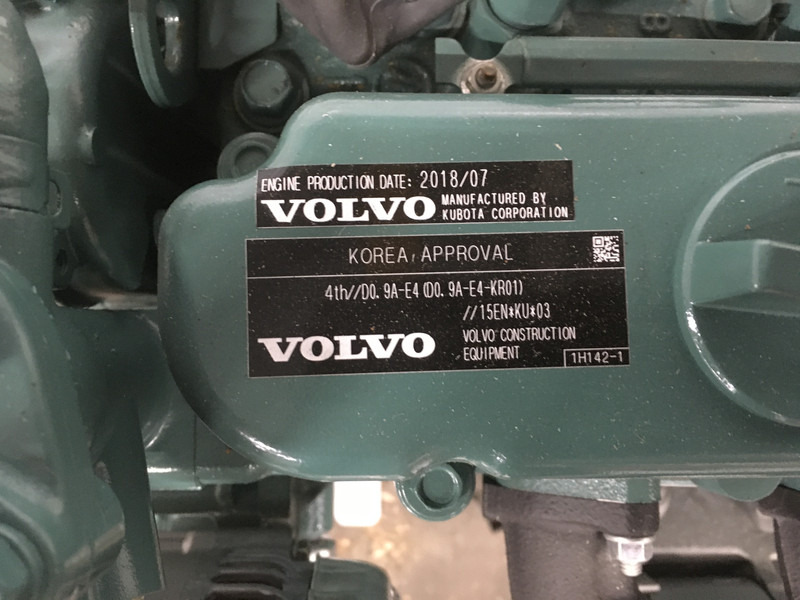 ENGINE PRODUCTION DATE: 2018/07
VOLVO MANUFACTURED BY
KUBOTA CORPORATION
KOREA APPROVAL
4th//D0.9A-E4(D0.9A-E4-KR01)
//15EN*KU*03
VOLVO VOLVO CONSTRUCTION
EQUIPMENT
1H142-1